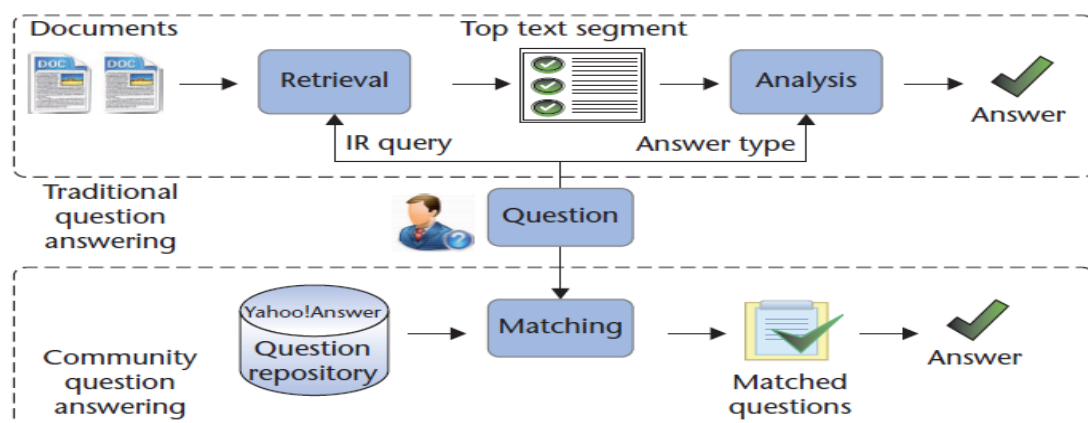 Documents
Top text segment
DOC
DOC
Retrieval
Analysis
Answer
IR query
Answer type
Traditional
question
answering
Question
Yahoo!Answer
Question
repository
Matching
Matched
questions
Answer
Community
question
answering